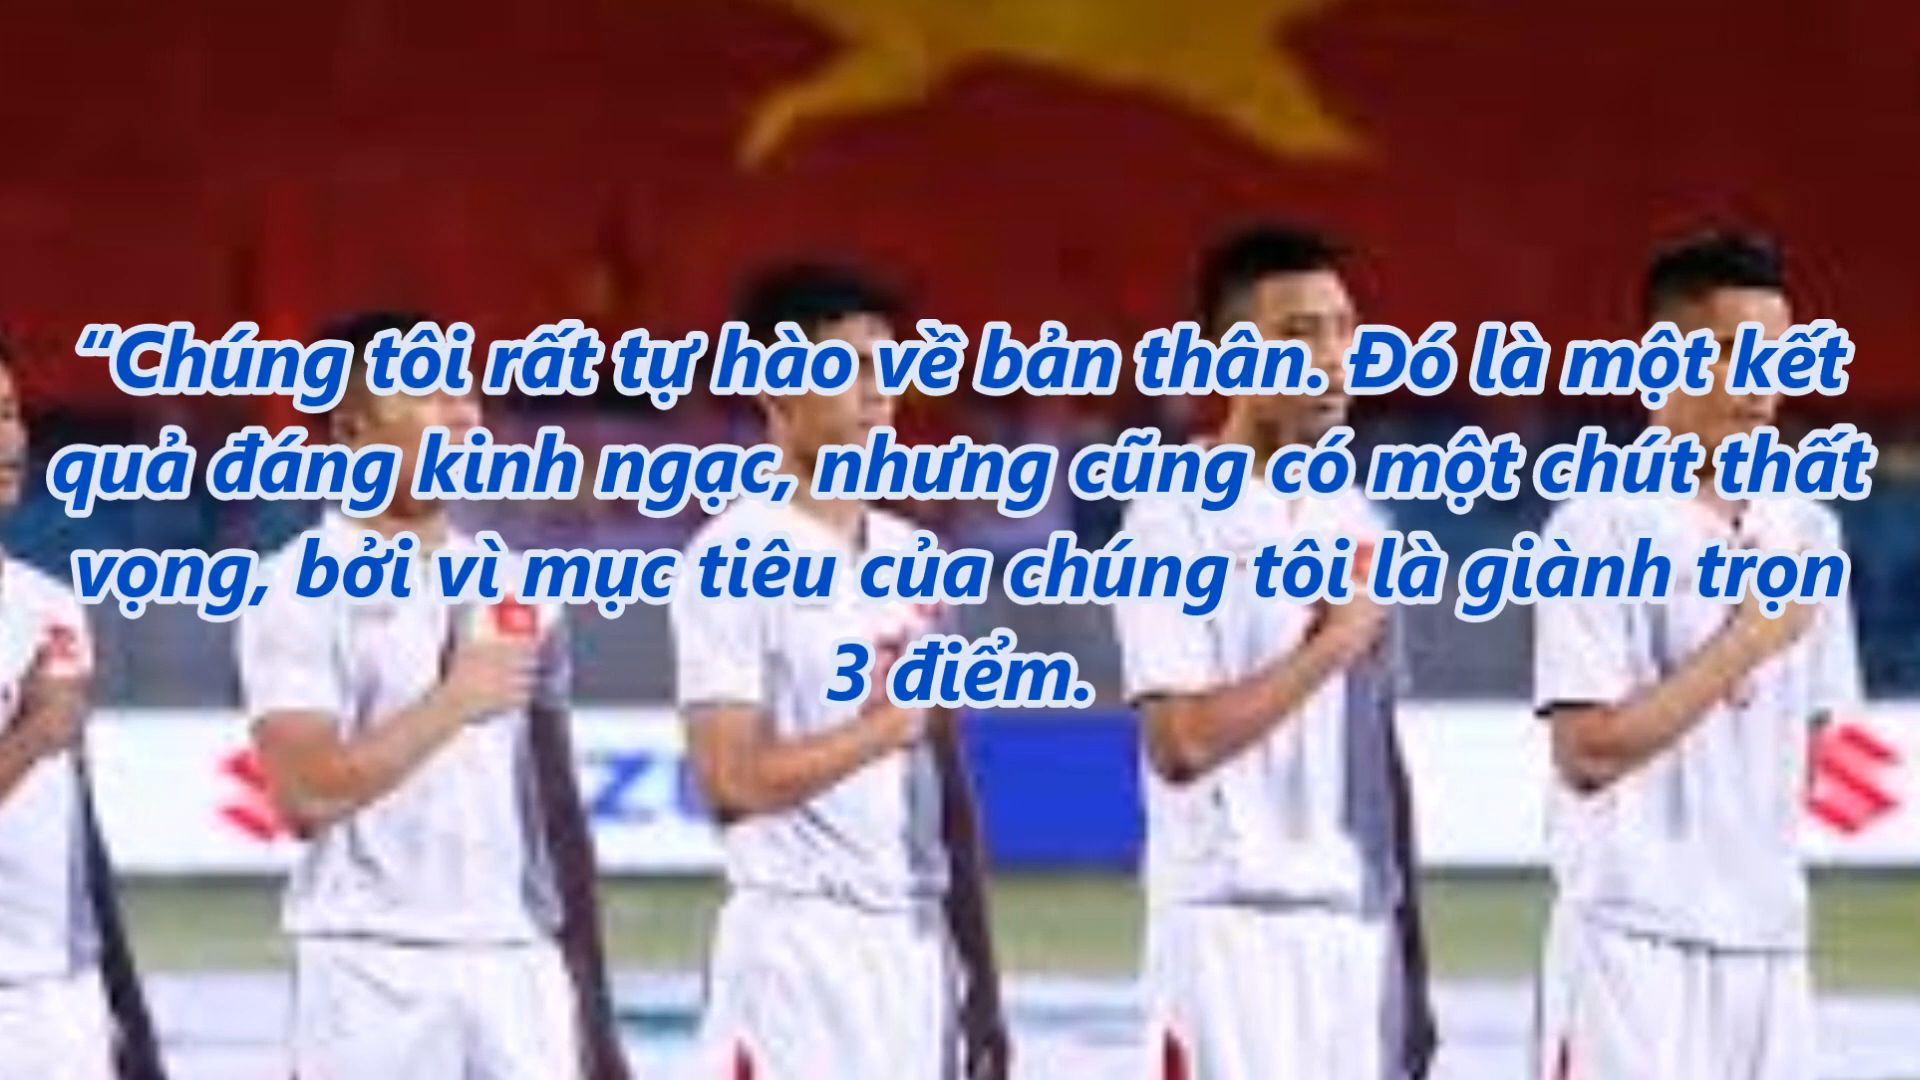 “Chúng tôi rất tự hào về bản thân. Đó là một kết
quả đáng kinh ngạc, nhưng cũng có một chút thất
vọng, bởi vì mục tiêu của chúng tôi là giành trọn
3 điểm.